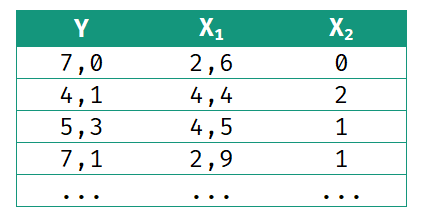 Y X₁ X₂
7,0 2,6 0
4,1 4,4 2
5,3 4,5 1
7,1 2,9 1
... ... ...